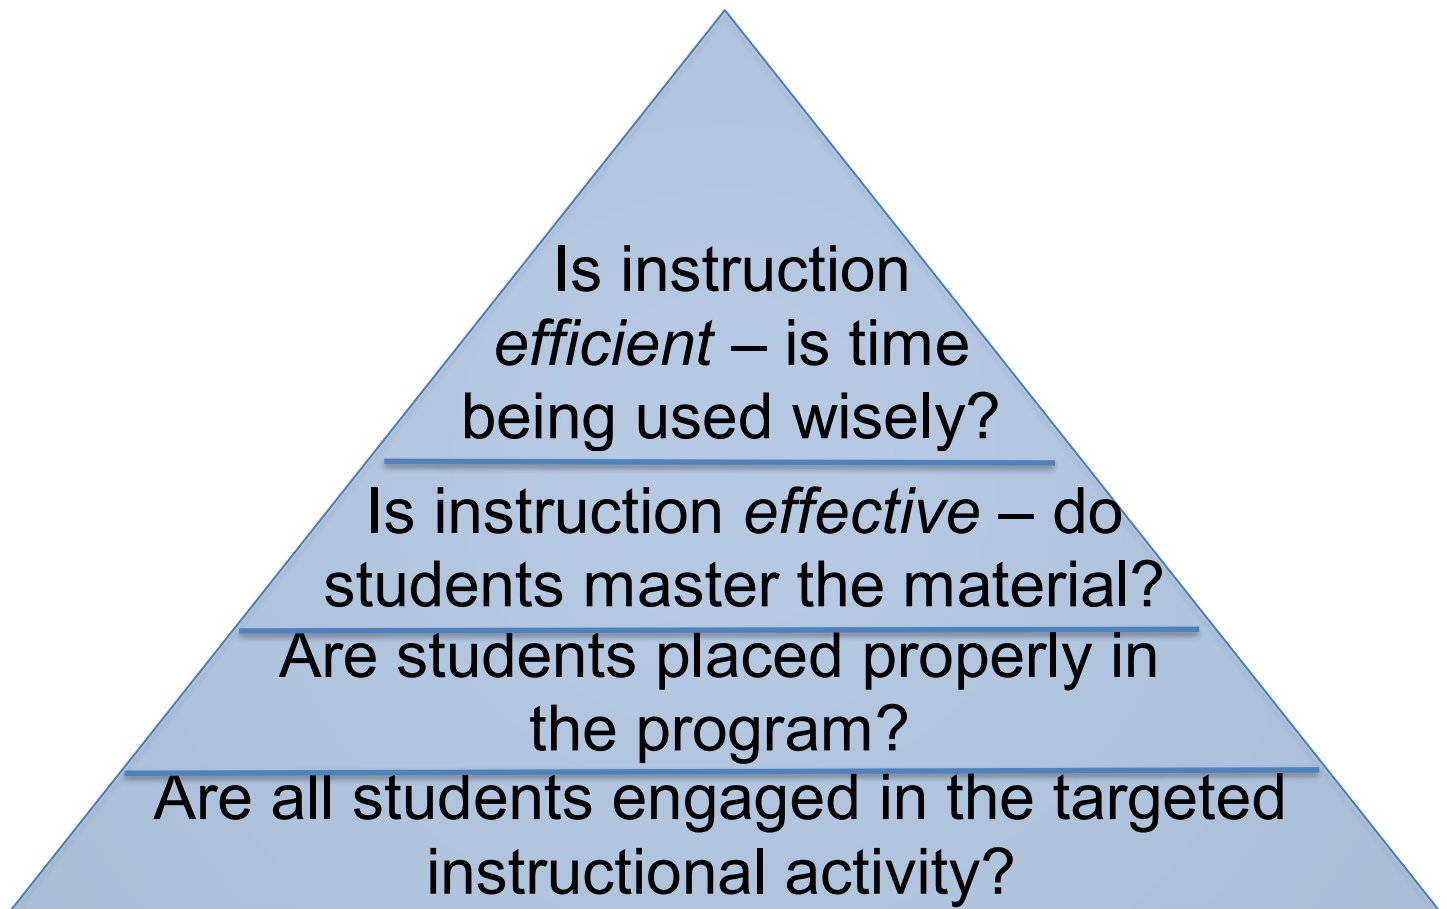 Is instruction
efficient – is time
being used wisely?
Is instruction effective – do
students master the material?
Are students placed properly in
the program?
Are all students engaged in the targeted
instructional activity?